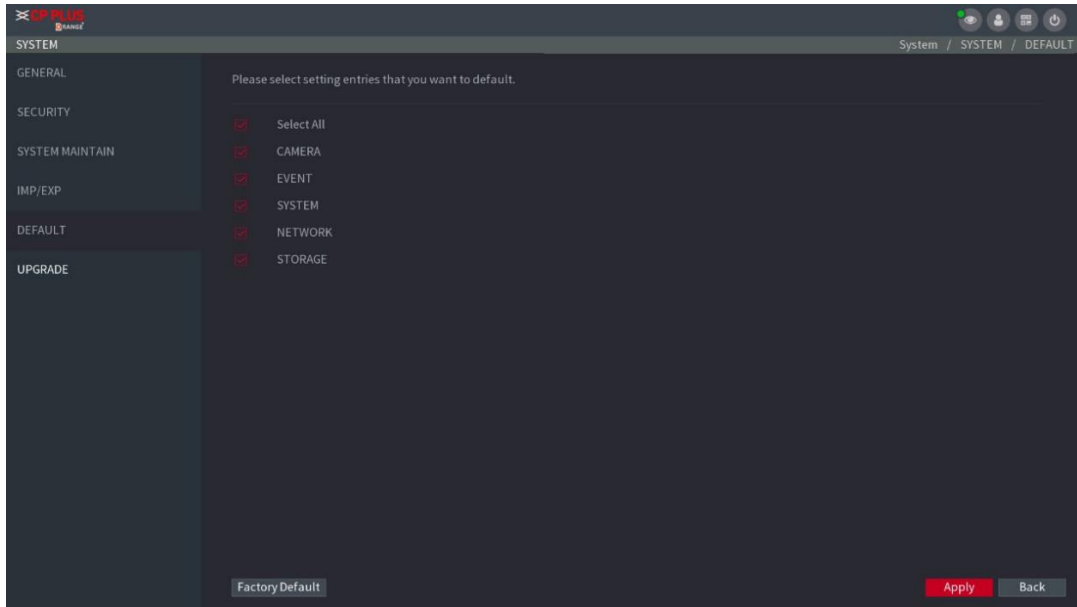 CP PLUS
ORANGE
SYSTEM
System / SYSTEM / DEFAULT
GENERAL
SECURITY
SYSTEM MAINTAIN
IMP/EXP
DEFAULT
UPGRADE
Please select setting entries that you want to default.
Select All
CAMERA
EVENT
SYSTEM
NETWORK
STORAGE
Factory Default
Apply
Back